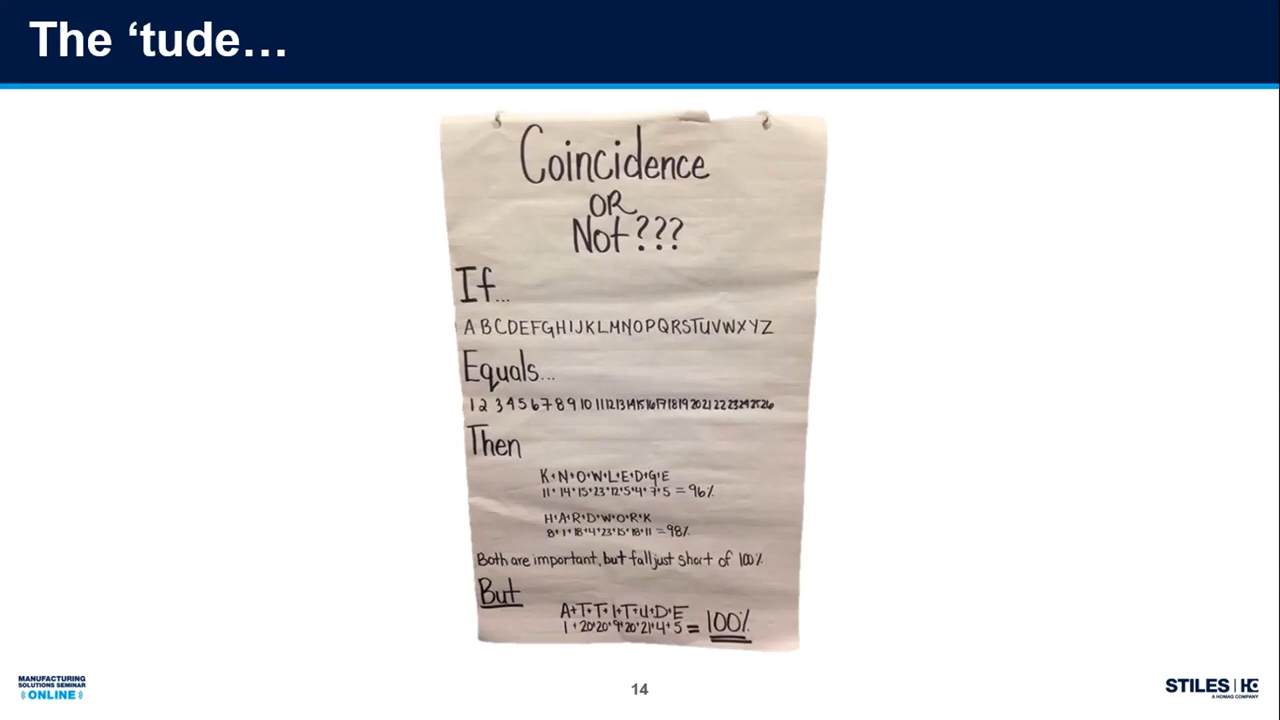 The ‘tude…
Coincidence
OR
Not???
If...
A B C D E F G H I J K L M N O P Q R S T U V W X Y Z
Equals...
1 2 3 4 5 6 7 8 9 10 11 12 13 14 15 16 17 18 19 20 21 22 23 24 25 26
Then
K+N+O+W+L+E+D+G+E
11+14+15+23+12+5+4+7+5 = 96%
H+A+R+D+W+O+R+K
8+1+18+4+23+15+18+11 = 98%
Both are important, but fall just short of 100%
But
A+T+T+I+T+U+D+E
1+20+20+9+20+21+4+5 = 100%
MANUFACTURING
SOLUTIONS SEMINAR
ONLINE
14
STILES | HC
A HOMAG COMPANY